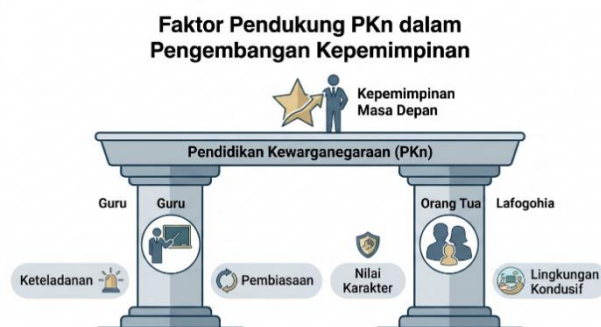 Faktor Pendukung PKn dalam
Pengembangan Kepemimpinan
Kepemimpinan
Masa Depan
Pendidikan Kewarganegaraan (PKn)
Guru
Guru
Orang Tua
Lafogohia
Keteladanan
Pembiasaan
Nilai
Karakter
Lingkungan
Kondusif